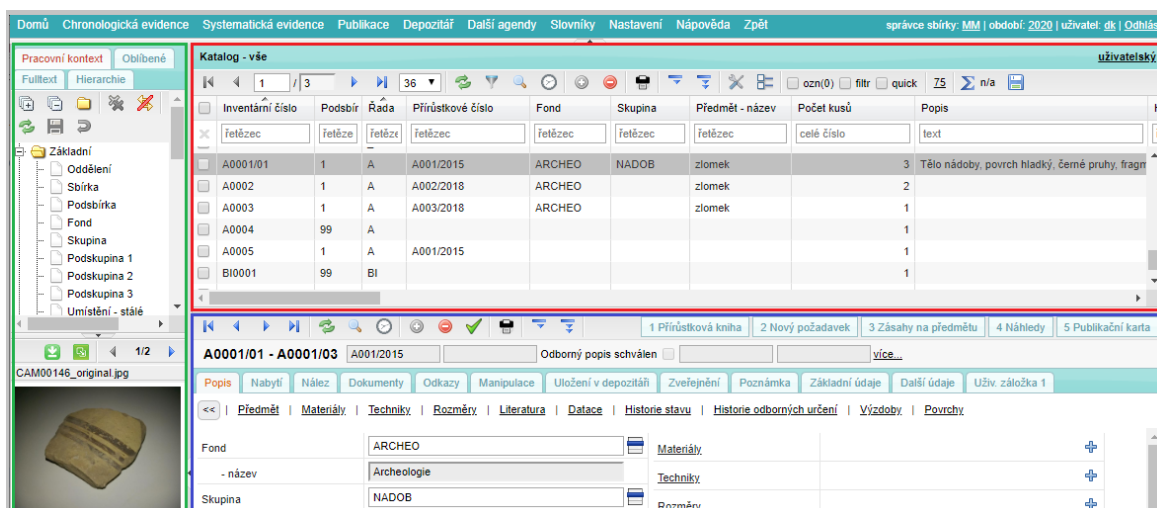 Domů Chronologická evidence Systematická evidence Publikace Depozitář Další agendy Slovníky Nastavení Nápověda Zpět správce sbírky: MM | období: 2020 | uživatel: dk | Odhlás
Pracovní kontext Oblíbené
Fulltext Hierarchie
Základní
Oddělení
Sbírka
Podsbírka
Fond
Skupina
Podskupina 1
Podskupina 2
Podskupina 3
Umístění - stálé
1/2
CAM00146_original.jpg
Katalog - vše uživatelský
1 / 3 36 ozn(0) filtr quick 75 Σ n/a
Inventární číslo Podsbír Řada Přírůstkové číslo Fond Skupina Předmět - název Počet kusů Popis
řetězec řetěze řetěze řetězec řetězec řetězec řetězec celé číslo text
A0001/01 1 A A001/2015 ARCHEO NADOB zlomek 3 Tělo nádoby, povrch hladký, černé pruhy, fragm
A0002 1 A A002/2018 ARCHEO zlomek 2
A0003 1 A A003/2018 ARCHEO zlomek 1
A0004 99 A 1
A0005 1 A A001/2015 1
BI0001 99 BI 1
1 Přírůstková kniha 2 Nový požadavek 3 Zásahy na předmětu 4 Náhledy 5 Publikační karta
A0001/01 - A0001/03 A001/2015 Odborný popis schválen více...
Popis Nabytí Nález Dokumenty Odkazy Manipulace Uložení v depozitáři Zveřejnění Poznámka Základní údaje Další údaje Uživ. záložka 1
<< | Předmět | Materiály | Techniky | Rozměry | Literatura | Datace | Historie stavu | Historie odborných určení | Výzdoby | Povrchy
Fond ARCHEO Materiály
- název Archeologie Techniky
Skupina NADOB Rozměry